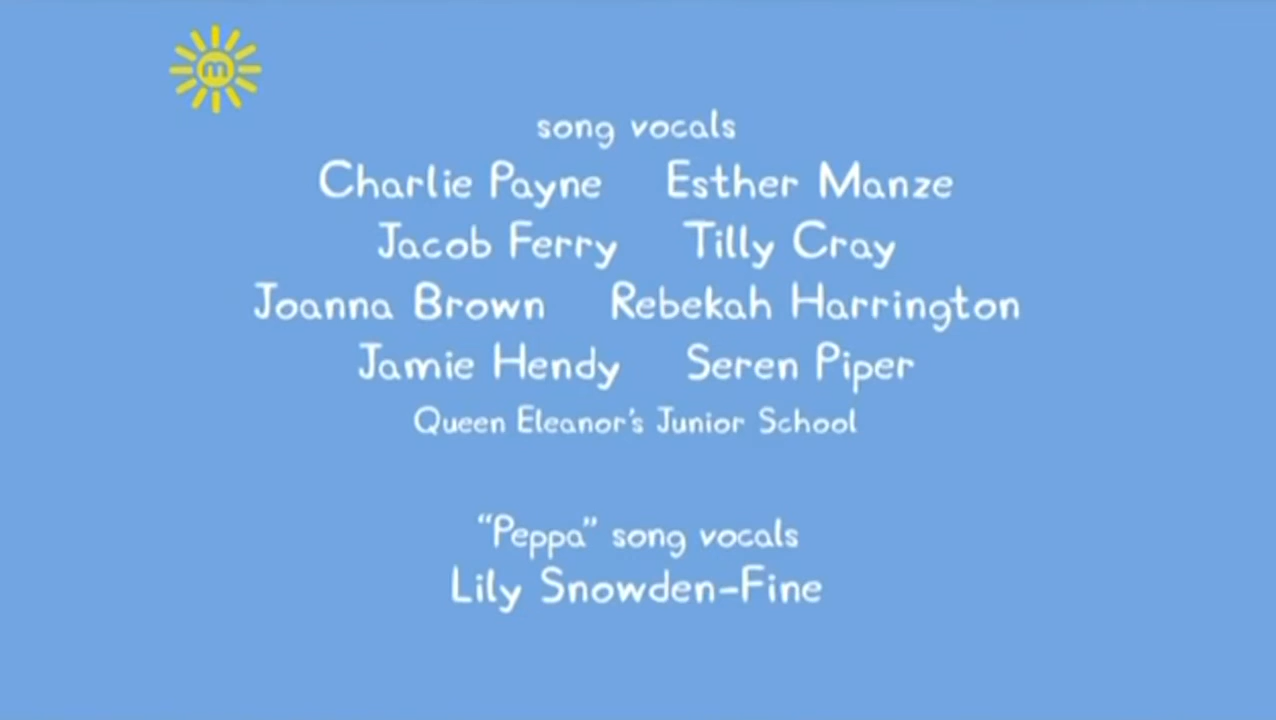 m
song vocals
Charlie Payne Esther Manze
Jacob Ferry Tilly Cray
Joanna Brown Rebekah Harrington
Jamie Hendy Seren Piper
Queen Eleanor's Junior School
"Peppa" song vocals
Lily Snowden-Fine